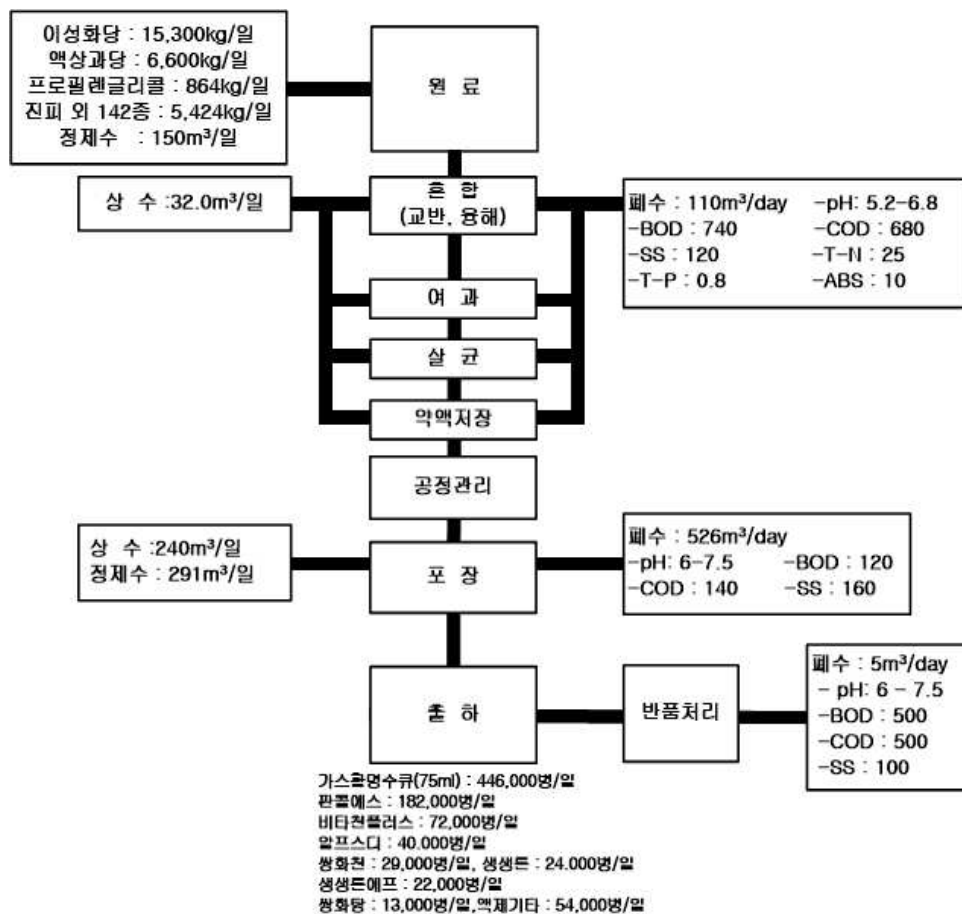 이성화당 : 15,300kg/일
액상과당 : 6,600kg/일
프로필렌글리콜 : 864kg/일
진피 외 142종 : 5,424kg/일
정제수 : 150m³/일
원 료
상 수 :32.0m³/일
혼 합
(교반, 용해)
폐수 : 110m³/day -pH: 5.2-6.8
-BOD : 740 -COD : 680
-SS : 120 -T-N : 25
-T-P : 0.8 -ABS : 10
여 과
살 균
약액저장
공정관리
상 수 :240m³/일
정제수 : 291m³/일
포 장
폐수 : 526m³/day
-pH: 6-7.5 -BOD : 120
-COD : 140 -SS : 160
출 하
반품처리
폐수 : 5m³/day
- pH: 6 - 7.5
-BOD : 500
-COD : 500
-SS : 100
가스활명수큐(75ml) : 446,000병/일
판콜에스 : 182,000병/일
비타천플러스 : 72,000병/일
알프스디 : 40.000병/일
쌍화천 : 29,000병/일, 생생톤 : 24.000병/일
생생톤에프 : 22,000병/일
쌍화탕 : 13,000병/일,액제기타 : 54,000병/일